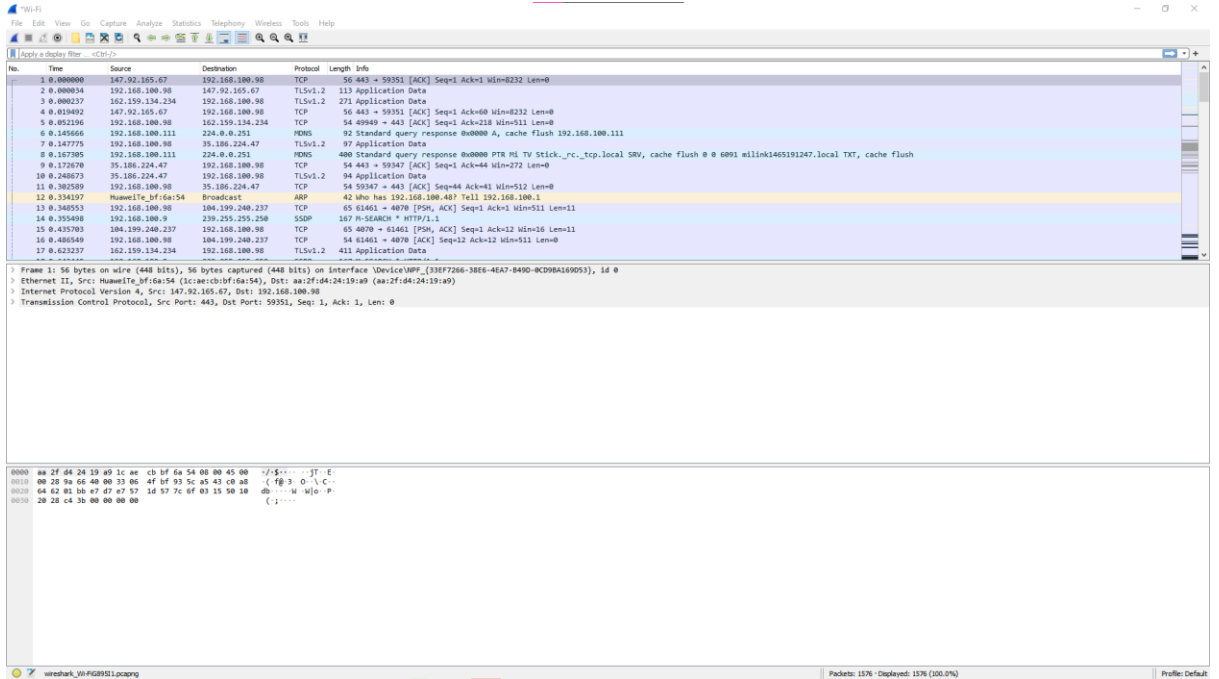 *Wi-Fi
File Edit View Go Capture Analyze Statistics Telephony Wireless Tools Help
Apply a display filter ... <Ctrl-/>
No. Time Source Destination Protocol Length Info
1 0.000000 147.92.165.67 192.168.100.98 TCP 56 443 → 59351 [ACK] Seq=1 Ack=1 Win=8232 Len=0
2 0.000034 192.168.100.98 147.92.165.67 TLSv1.2 113 Application Data
3 0.000237 162.159.134.234 192.168.100.98 TLSv1.2 271 Application Data
4 0.019492 147.92.165.67 192.168.100.98 TCP 56 443 → 59351 [ACK] Seq=1 Ack=60 Win=8232 Len=0
5 0.052196 192.168.100.98 162.159.134.234 TCP 54 49949 → 443 [ACK] Seq=1 Ack=218 Win=511 Len=0
6 0.145666 192.168.100.111 224.0.0.251 MDNS 92 Standard query response 0x0000 A, cache flush 192.168.100.111
7 0.147775 192.168.100.98 35.186.224.47 TLSv1.2 97 Application Data
8 0.167305 192.168.100.111 224.0.0.251 MDNS 400 Standard query response 0x0000 PTR Mi TV Stick._rc._tcp.local SRV, cache flush 0 0 6091 milink1465191247.local TXT, cache flush
9 0.172670 35.186.224.47 192.168.100.98 TCP 54 443 → 59347 [ACK] Seq=1 Ack=44 Win=272 Len=0
10 0.248673 35.186.224.47 192.168.100.98 TLSv1.2 94 Application Data
11 0.302589 192.168.100.98 35.186.224.47 TCP 54 59347 → 443 [ACK] Seq=44 Ack=41 Win=512 Len=0
12 0.334197 HuaweiTe_bf:6a:54 Broadcast ARP 42 Who has 192.168.100.48? Tell 192.168.100.1
13 0.348553 192.168.100.98 104.199.240.237 TCP 65 61461 → 4070 [PSH, ACK] Seq=1 Ack=1 Win=511 Len=11
14 0.355498 192.168.100.9 239.255.255.250 SSDP 167 M-SEARCH * HTTP/1.1
15 0.435703 104.199.240.237 192.168.100.98 TCP 65 4070 → 61461 [PSH, ACK] Seq=1 Ack=12 Win=16 Len=11
16 0.486549 192.168.100.98 104.199.240.237 TCP 54 61461 → 4070 [ACK] Seq=12 Ack=12 Win=511 Len=0
17 0.623237 162.159.134.234 192.168.100.98 TLSv1.2 411 Application Data
> Frame 1: 56 bytes on wire (448 bits), 56 bytes captured (448 bits) on interface \Device\NPF_{33EF7266-38E6-4EA7-B49D-0CD9BA169D53}, id 0
> Ethernet II, Src: HuaweiTe_bf:6a:54 (1c:ae:cb:bf:6a:54), Dst: aa:2f:d4:24:19:a9 (aa:2f:d4:24:19:a9)
> Internet Protocol Version 4, Src: 147.92.165.67, Dst: 192.168.100.98
> Transmission Control Protocol, Src Port: 443, Dst Port: 59351, Seq: 1, Ack: 1, Len: 0
0000 aa 2f d4 24 19 a9 1c ae cb bf 6a 54 08 00 45 00 ·/·$···· ··jT··E·
0010 00 28 9a 66 40 00 33 06 4f bf 93 5c a5 43 c0 a8 ·(·f@·3· O··\·C··
0020 64 62 01 bb e7 d7 e7 57 1d 57 7c 6f 03 15 50 10 db·····W ·W|o··P·
0030 20 28 c4 3b 00 00 00 00 (·;····
wireshark_Wi-FiG895I1.pcapng Packets: 1576 · Displayed: 1576 (100.0%) Profile: Default